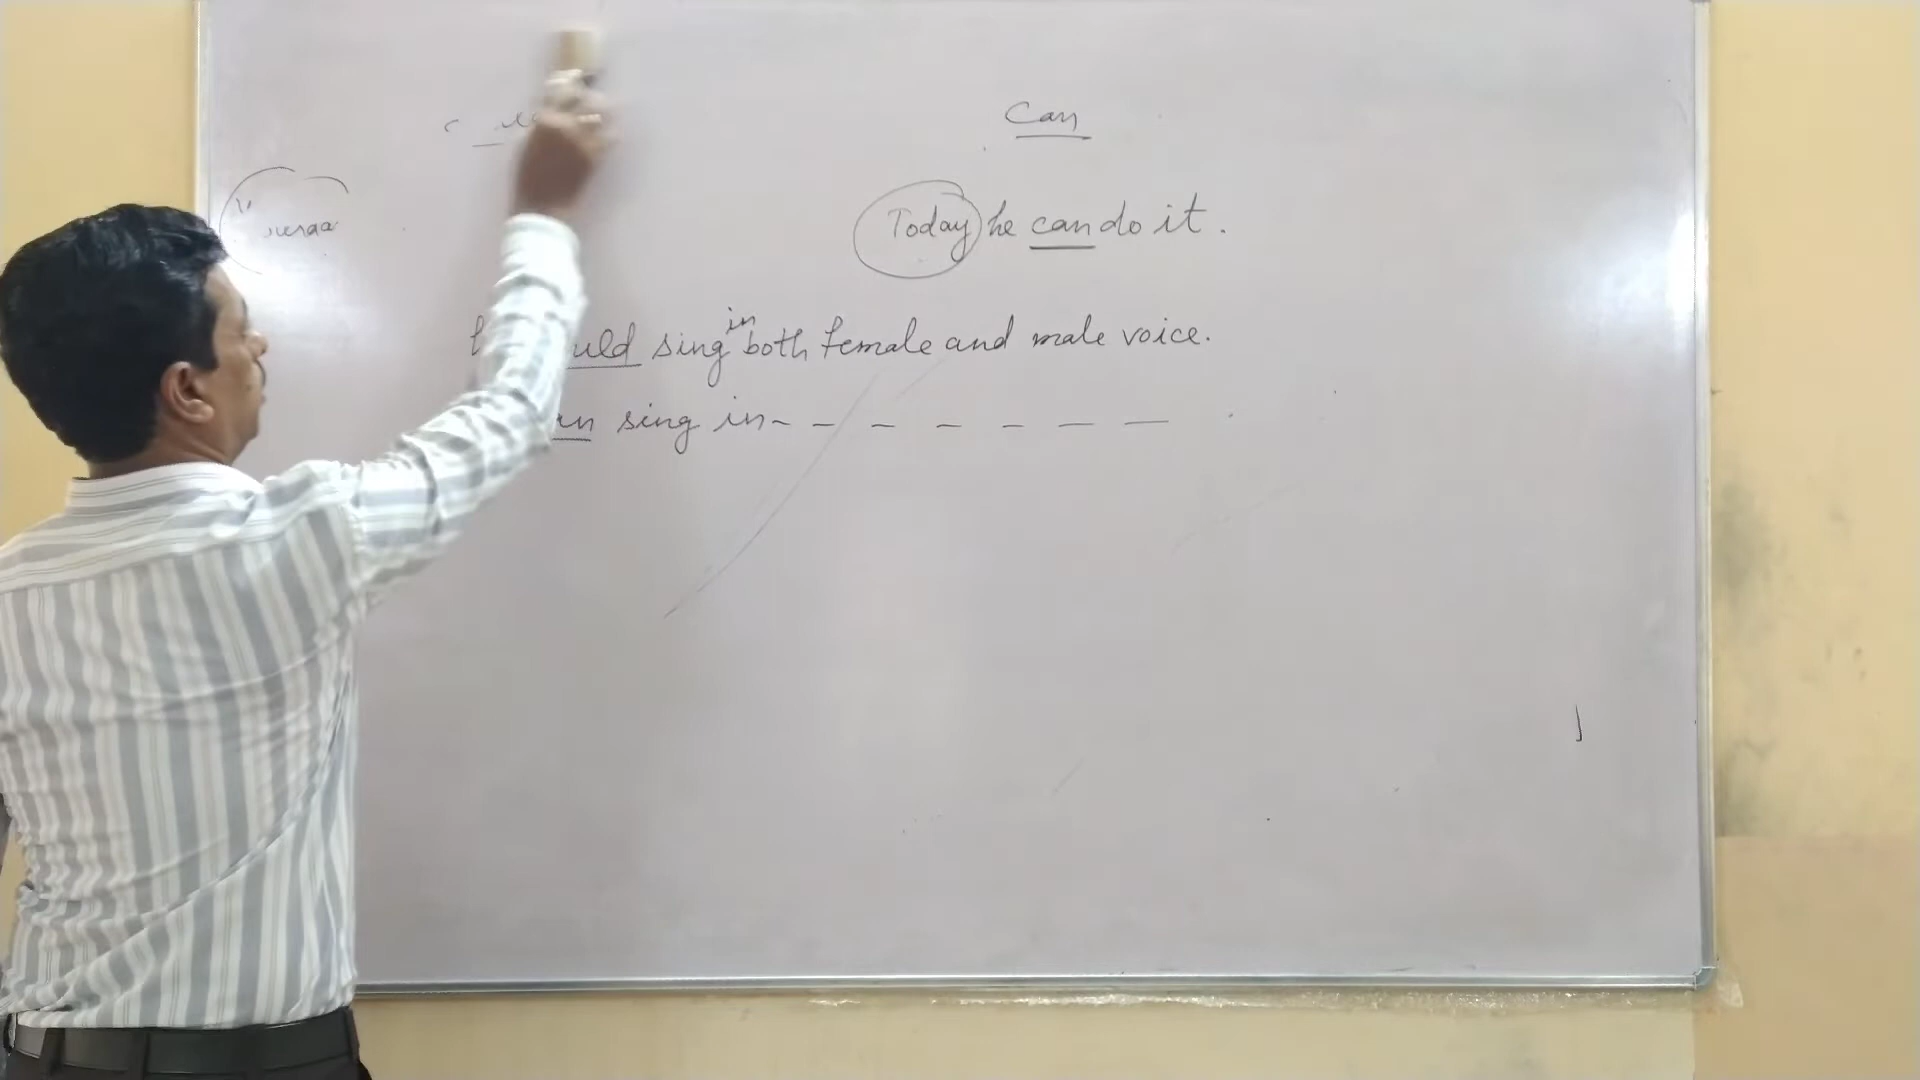 Can
Today he can do it.
sing in both female and male voice.
sing in - - - - - - -